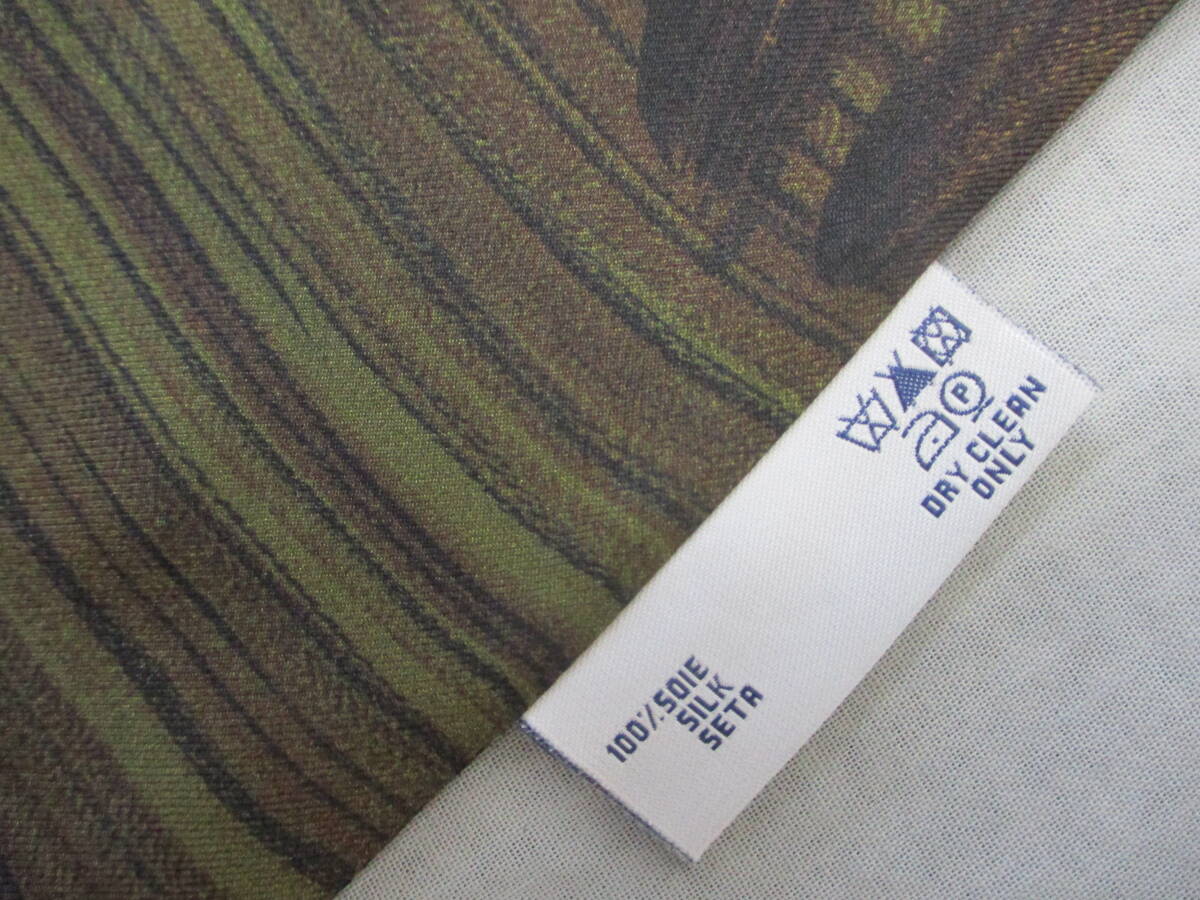 P
DRY CLEAN
ONLY
100% SOIE
SILK
SETA